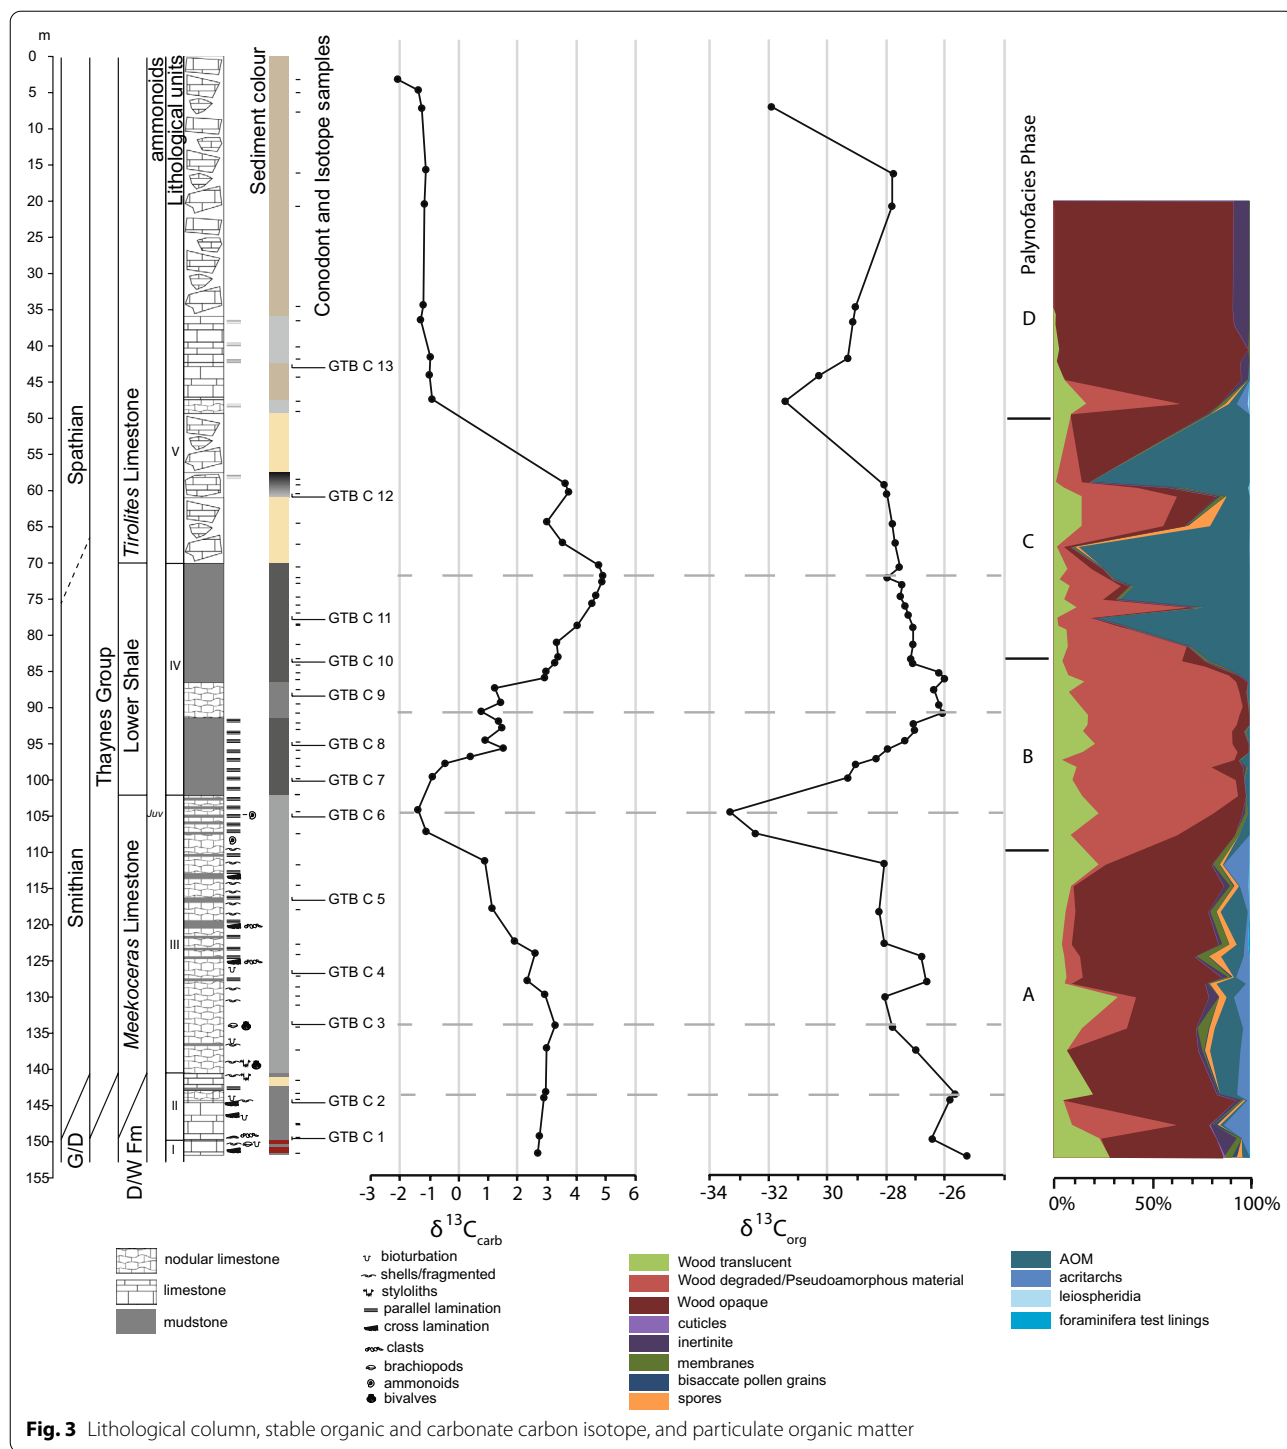 m
0
5
10
15
20
25
30
35
40
45
50
55
60
65
70
75
80
85
90
95
100
105
110
115
120
125
130
135
140
145
150
155
Spathian
Smithian
G/D
Thaynes Group
Tirolites Limestone
Lower Shale
Meekoceras Limestone
D/W Fm
Juv
ammonoids
Lithological units
V
IV
III
II
I
Sediment colour
Conodont and Isotope samples
GTB C 13
GTB C 12
GTB C 11
GTB C 10
GTB C 9
GTB C 8
GTB C 7
GTB C 6
GTB C 5
GTB C 4
GTB C 3
GTB C 2
GTB C 1
-3 -2 -1 0 1 2 3 4 5 6
δ¹³C carb
-34 -32 -30 -28 -26
δ¹³C org
Palynofacies Phase
D
C
B
A
0% 50% 100%
nodular limestone
limestone
mudstone
bioturbation
shells/fragmented
styloliths
parallel lamination
cross lamination
clasts
brachiopods
ammonoids
bivalves
Wood translucent
Wood degraded/Pseudoamorphous material
Wood opaque
cuticles
inertinite
membranes
bisaccate pollen grains
spores
AOM
acritarchs
leiospheridia
foraminifera test linings
Fig. 3 Lithological column, stable organic and carbonate carbon isotope, and particulate organic matter